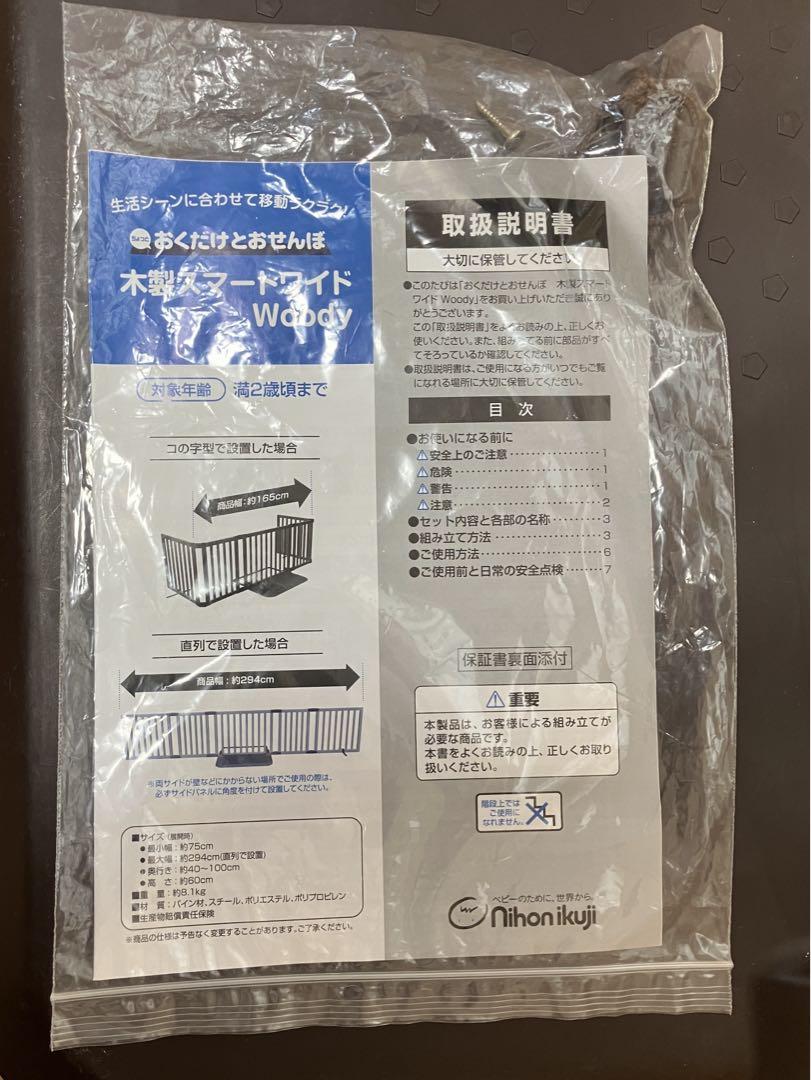 生活シーンに合わせて移動ラクラク!
ちょっと おくだけとおせんぼ
木製スマートワイド
Woody
対象年齢 満2歳頃まで
コの字型で設置した場合
商品幅:約165cm
直列で設置した場合
商品幅:約294cm
※両サイドが壁などにかからない場所でご使用の際は、
必ずサイドパネルに角度を付けて設置してください。
■サイズ(展開時)
●最小幅:約75cm
●最大幅:約294cm(直列で設置)
●奥行き:約40~100cm
●高 さ:約60cm
■重 量:約8.1kg
■材 質:パイン材、スチール、ポリエステル、ポリプロピレン
■生産物賠償責任保険
※商品の仕様は予告なく変更することがあります。ご了承ください。
取扱説明書
大切に保管してください
●このたびは「おくだけとおせんぼ 木製スマート
ワイド Woody」をお買い上げいただき誠にあり
がとうございます。
この「取扱説明書」をよくお読みの上、正しくお
使いください。また、組み立てる前に部品がすべ
てそろっているか確認してください。
●取扱説明書は、ご使用になる方がいつでもご覧
になれる場所に大切に保管してください。
目 次
●お使いになる前に
⚠安全上のご注意・・・・・・・・・・・・1
⚠危険・・・・・・・・・・・・・・・・・・・・1
⚠警告・・・・・・・・・・・・・・・・・・・・1
⚠注意・・・・・・・・・・・・・・・・・・・・2
●セット内容と各部の名称・・・・・・・・3
●組み立て方法・・・・・・・・・・・・・・・3
●ご使用方法・・・・・・・・・・・・・・・・6
●ご使用前と日常の安全点検・・・・・・7
保証書裏面添付
⚠重要
本製品は、お客様による組み立てが
必要な商品です。
本書をよくお読みの上、正しくお取り
扱いください。
階段上では
ご使用に
なれません。
ベビーのために、世界から。
nihon ikuji